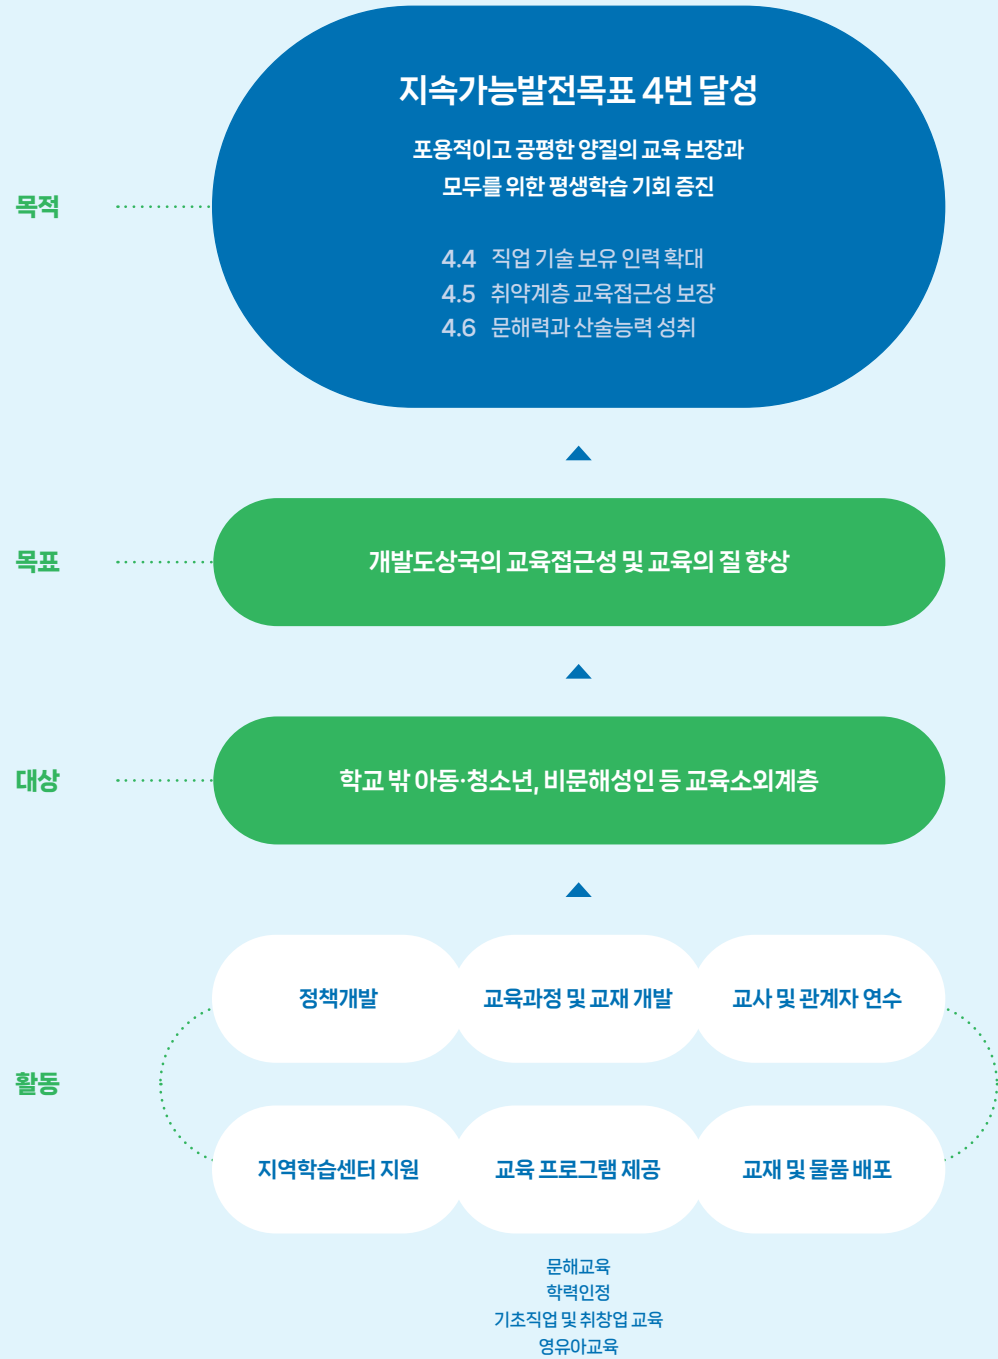 지속가능발전목표 4번 달성
포용적이고 공평한 양질의 교육 보장과
모두를 위한 평생학습 기회 증진
목적
4.4 직업 기술 보유 인력 확대
4.5 취약계층 교육접근성 보장
4.6 문해력과 산술능력 성취
목표
개발도상국의 교육접근성 및 교육의 질 향상
대상
학교 밖 아동·청소년, 비문해성인 등 교육소외계층
정책개발
교육과정 및 교재 개발
교사 및 관계자 연수
활동
지역학습센터 지원
교육 프로그램 제공
교재 및 물품 배포
문해교육
학력인정
기초직업 및 취창업 교육
영유아교육